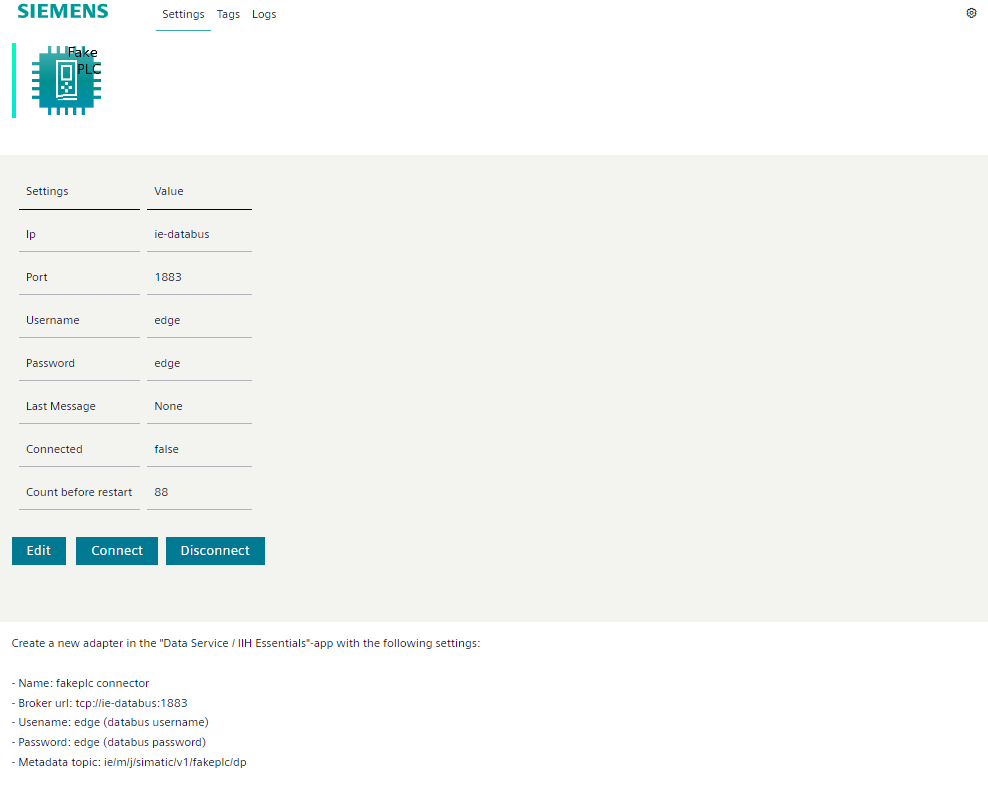 SIEMENS
Settings Tags Logs
Fake
PLC
Settings Value
Ip ie-databus
Port 1883
Username edge
Password edge
Last Message None
Connected false
Count before restart 88
Edit Connect Disconnect
Create a new adapter in the "Data Service / IIH Essentials"-app with the following settings:
- Name: fakeplc connector
- Broker url: tcp://ie-databus:1883
- Usename: edge (databus username)
- Password: edge (databus password)
- Metadata topic: ie/m/j/simatic/v1/fakeplc/dp